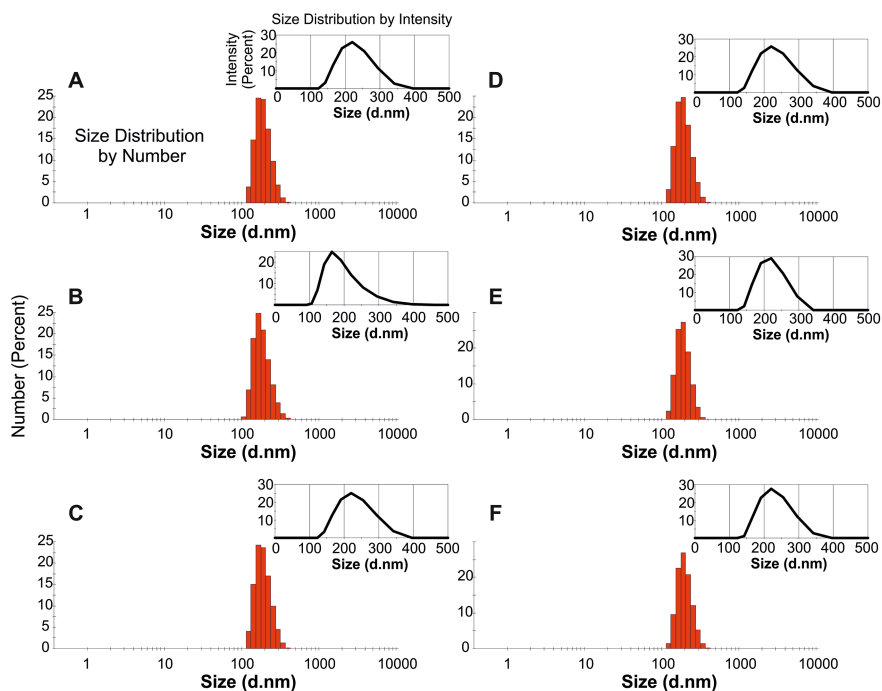 Size Distribution by Intensity
A
Intensity
(Percent)
30
20
10
0 100 200 300 400 500
Size (d.nm)
25
20
15
10
5
0
Size Distribution
by Number
1 10 100 1000 10000
Size (d.nm)
D
30
20
10
0 100 200 300 400 500
Size (d.nm)
20
15
10
5
0
1 10 100 1000 10000
Size (d.nm)
B
20
10
0 100 200 300 400 500
Size (d.nm)
Number (Percent)
25
20
15
10
5
0
1 10 100 1000 10000
Size (d.nm)
E
30
20
10
0 100 200 300 400 500
Size (d.nm)
20
10
0
1 10 100 1000 10000
Size (d.nm)
C
30
20
10
0 100 200 300 400 500
Size (d.nm)
25
20
15
10
5
0
1 10 100 1000 10000
Size (d.nm)
F
30
20
10
0 100 200 300 400 500
Size (d.nm)
20
10
0
1 10 100 1000 10000
Size (d.nm)